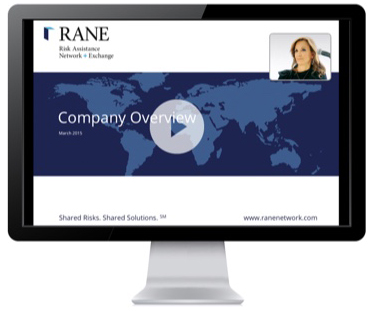 RANE
Risk Assistance
Network + Exchange
Company Overview
March 2015
Shared Risks. Shared Solutions. SM
www.ranenetwork.com